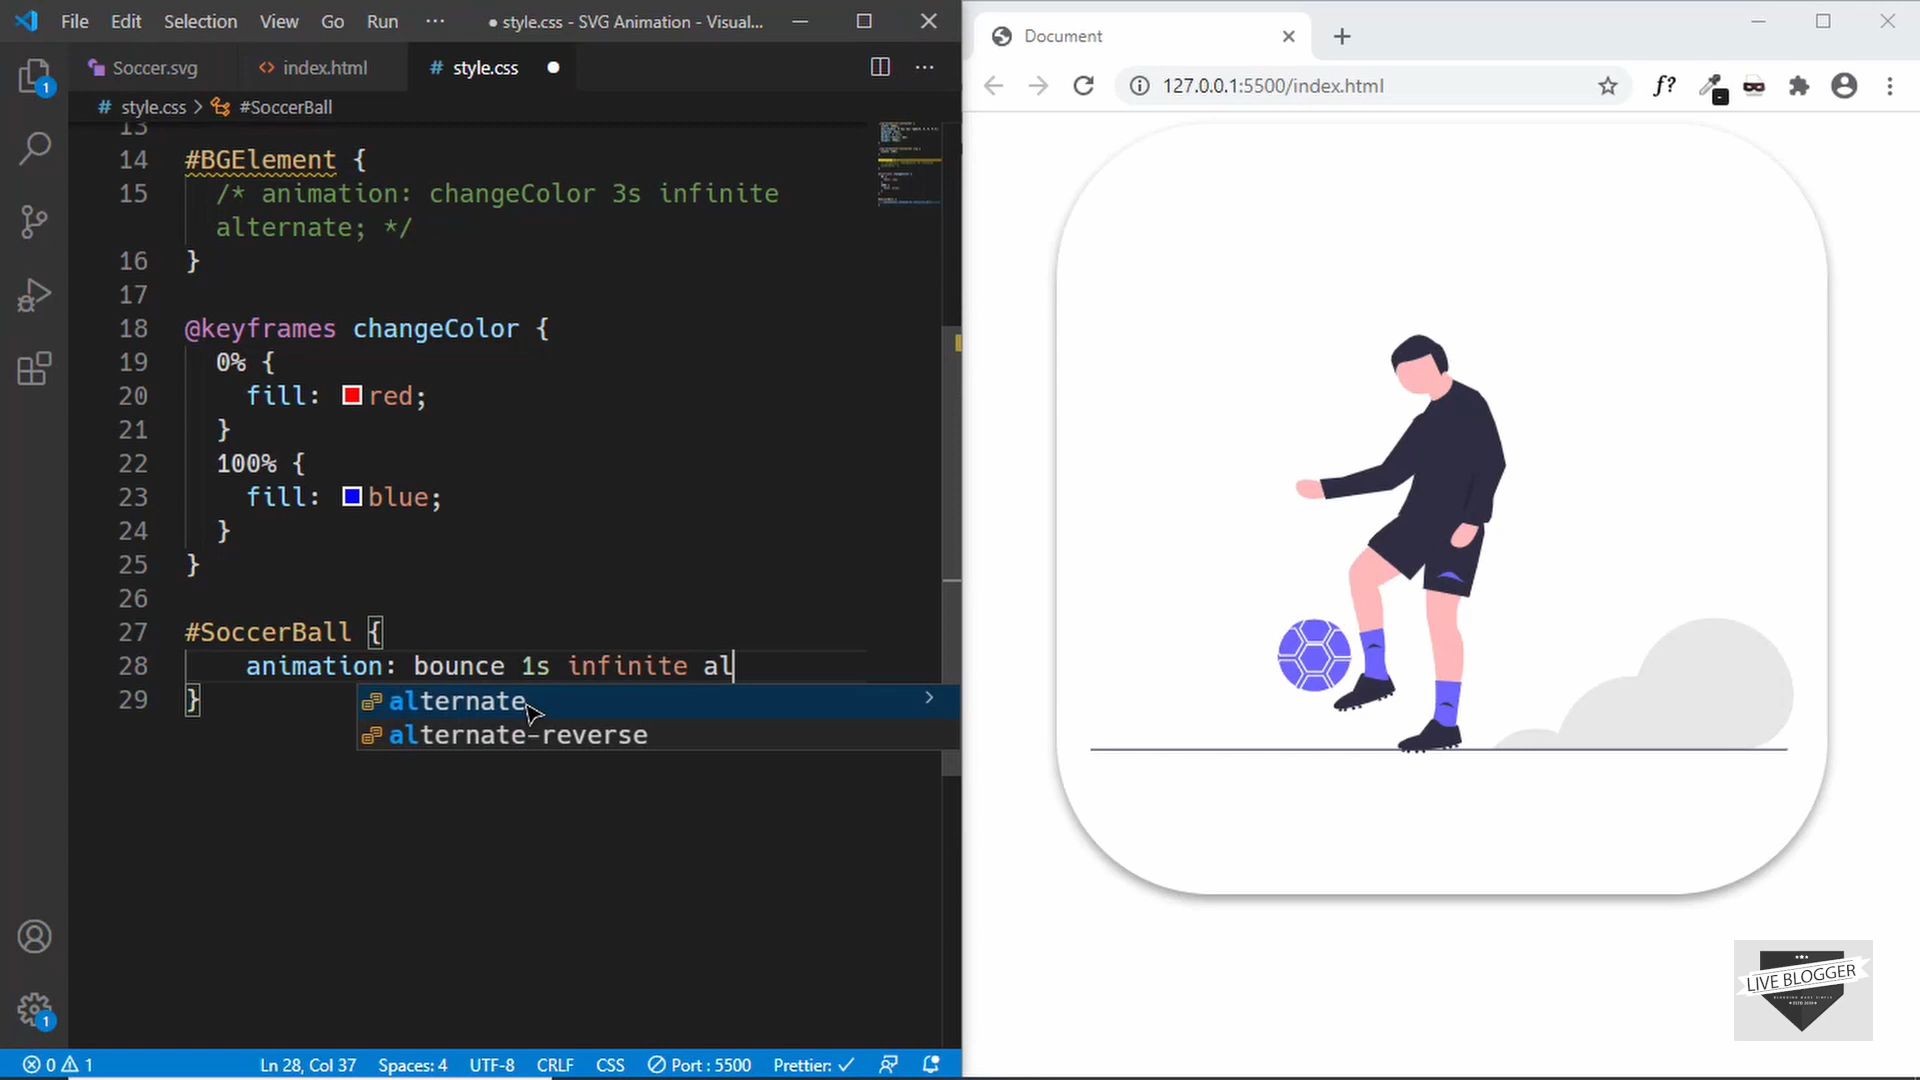 File Edit Selection View Go Run ··· ● style.css - SVG Animation - Visual...
Soccer.svg <> index.html # style.css ●
# style.css > #SoccerBall
13
14 #BGElement {
15 /* animation: changeColor 3s infinite
alternate; */
16 }
17
18 @keyframes changeColor {
19 0% {
20 fill: red;
21 }
22 100% {
23 fill: blue;
24 }
25 }
26
27 #SoccerBall {
28 animation: bounce 1s infinite al
29 }
alternate
alternate-reverse
1
1
0 1 Ln 28, Col 37 Spaces: 4 UTF-8 CRLF CSS Port : 5500 Prettier: ✓
Document
127.0.0.1:5500/index.html
f?
LIVE BLOGGER